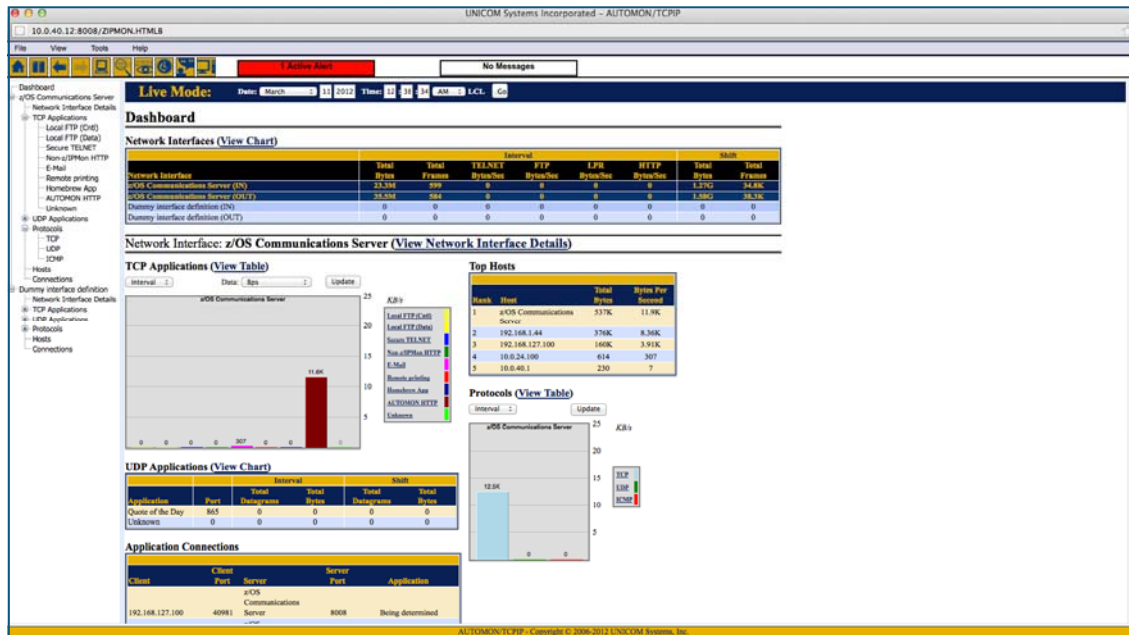 UNICOM Systems Incorporated - AUTOMON/TCPIP
10.0.40.12:8008/ZIPMON.HTML8
File View Tools Help
1 Active Alert
No Messages
Live Mode: Date: March 11 2012 Time: 12 : 38 : 34 AM LCL Go
Dashboard
z/OS Communications Server
Network Interface Details
TCP Applications
Local FTP (Cntl)
Local FTP (Data)
Secure TELNET
Non-z/IPMon HTTP
E-Mail
Remote printing
Homebrew App
AUTOMON HTTP
Unknown
UDP Applications
Protocols
TCP
UDP
ICMP
Hosts
Connections
Dummy interface definition
Network Interface Details
TCP Applications
UDP Applications
Protocols
Hosts
Connections
Dashboard
Network Interfaces (View Chart)
Interval Shift
Network Interface Total Bytes Total Frames TELNET Bytes/Sec FTP Bytes/Sec LPR Bytes/Sec HTTP Bytes/Sec Total Bytes Total Frames
z/OS Communications Server (IN) 23.3M 599 0 0 0 0 1.27G 34.8K
z/OS Communications Server (OUT) 35.5M 584 0 0 0 0 1.58G 38.3K
Dummy interface definition (IN) 0 0 0 0 0 0 0 0
Dummy interface definition (OUT) 0 0 0 0 0 0 0 0
Network Interface: z/OS Communications Server (View Network Interface Details)
TCP Applications (View Table)
Interval Data: Bps Update
z/OS Communications Server
25 KB/s
20
15
10
5
11.6K
0 0 0 0 307 0 0 0
Local FTP (Cntl)
Local FTP (Data)
Secure TELNET
Non-z/IPMon HTTP
E-Mail
Remote printing
Homebrew App
AUTOMON HTTP
Unknown
Top Hosts
Rank Host Total Bytes Bytes Per Second
1 z/OS Communications Server 537K 11.9K
2 192.168.1.44 376K 8.36K
3 192.168.127.100 160K 3.91K
4 10.0.24.100 614 307
5 10.0.40.1 230 7
Protocols (View Table)
Interval Update
z/OS Communications Server
25 KB/s
20
15
10
5
12.5K
0 0
TCP
UDP
ICMP
UDP Applications (View Chart)
Interval Shift
Application Port Total Datagrams Total Bytes Total Datagrams Total Bytes
Quote of the Day 865 0 0 0 0
Unknown 0 0 0 0 0
Application Connections
Client Client Port Server Server Port Application
192.168.127.100 40981 z/OS Communications Server 8008 Being determined
AUTOMON/TCPIP - Copyright © 2006-2012 UNICOM Systems, Inc.